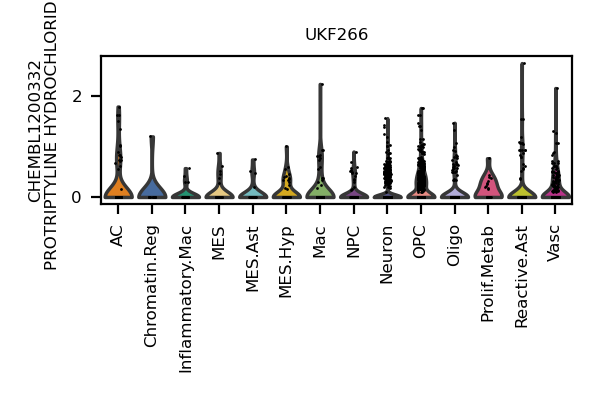 UKF266
CHEMBL1200332
PROTRIPTYLINE HYDROCHLORID
2
0
AC
Chromatin.Reg
Inflammatory.Mac
MES
MES.Ast
MES.Hyp
Mac
NPC
Neuron
OPC
Oligo
Prolif.Metab
Reactive.Ast
Vasc